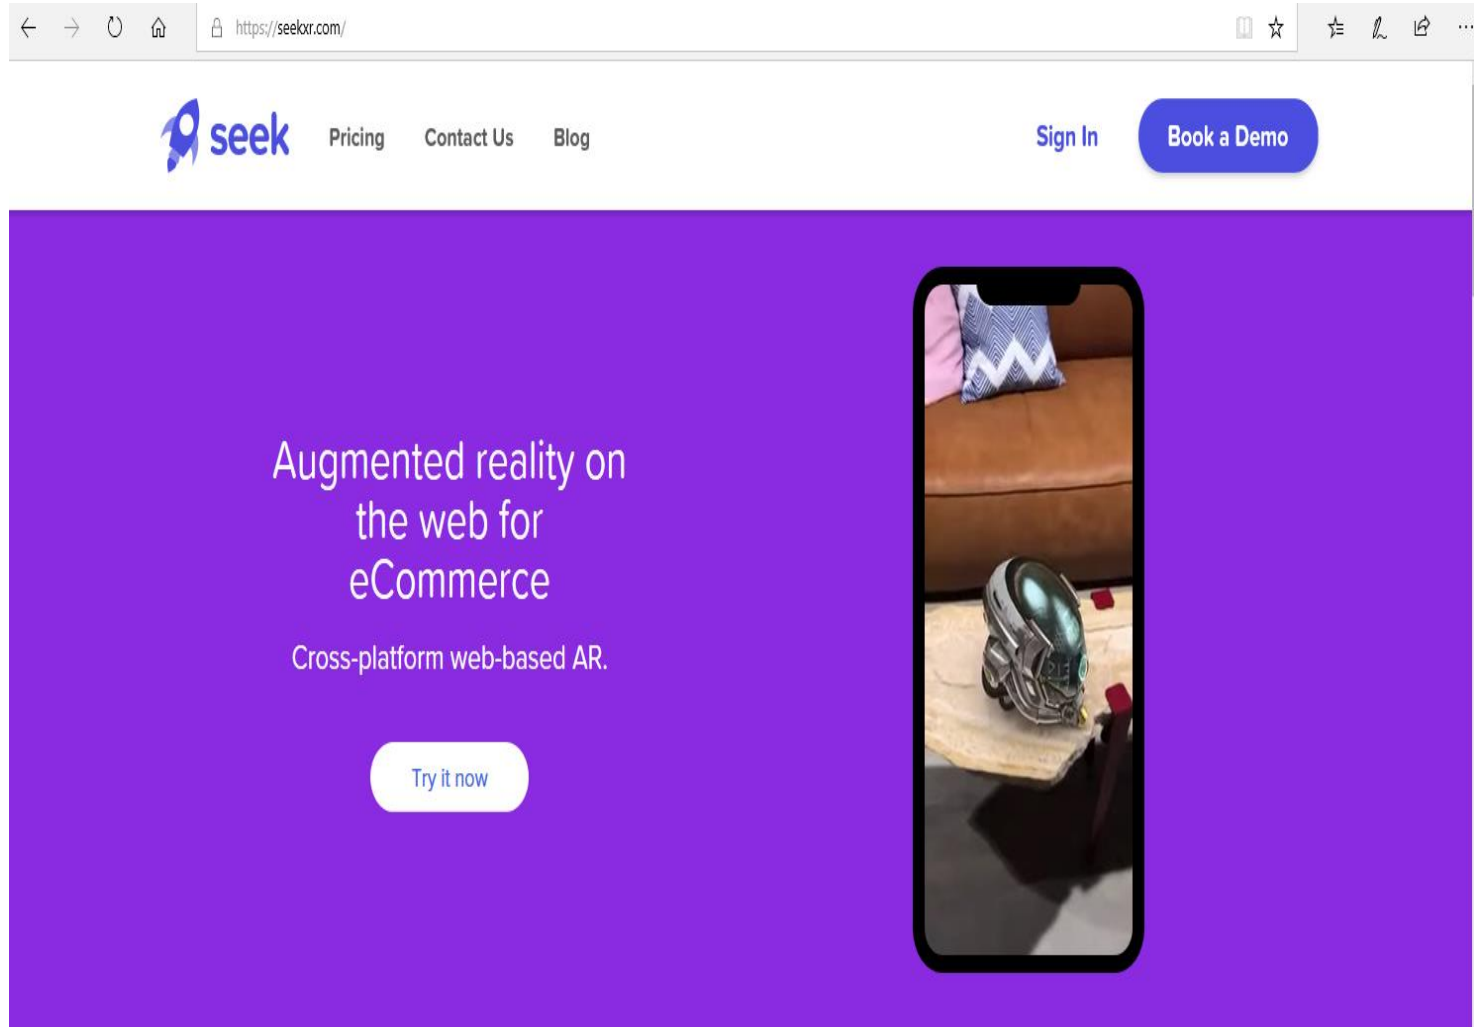 https://seekxr.com/
seek Pricing Contact Us Blog Sign In Book a Demo
Augmented reality on
the web for
eCommerce
Cross-platform web-based AR.
Try it now